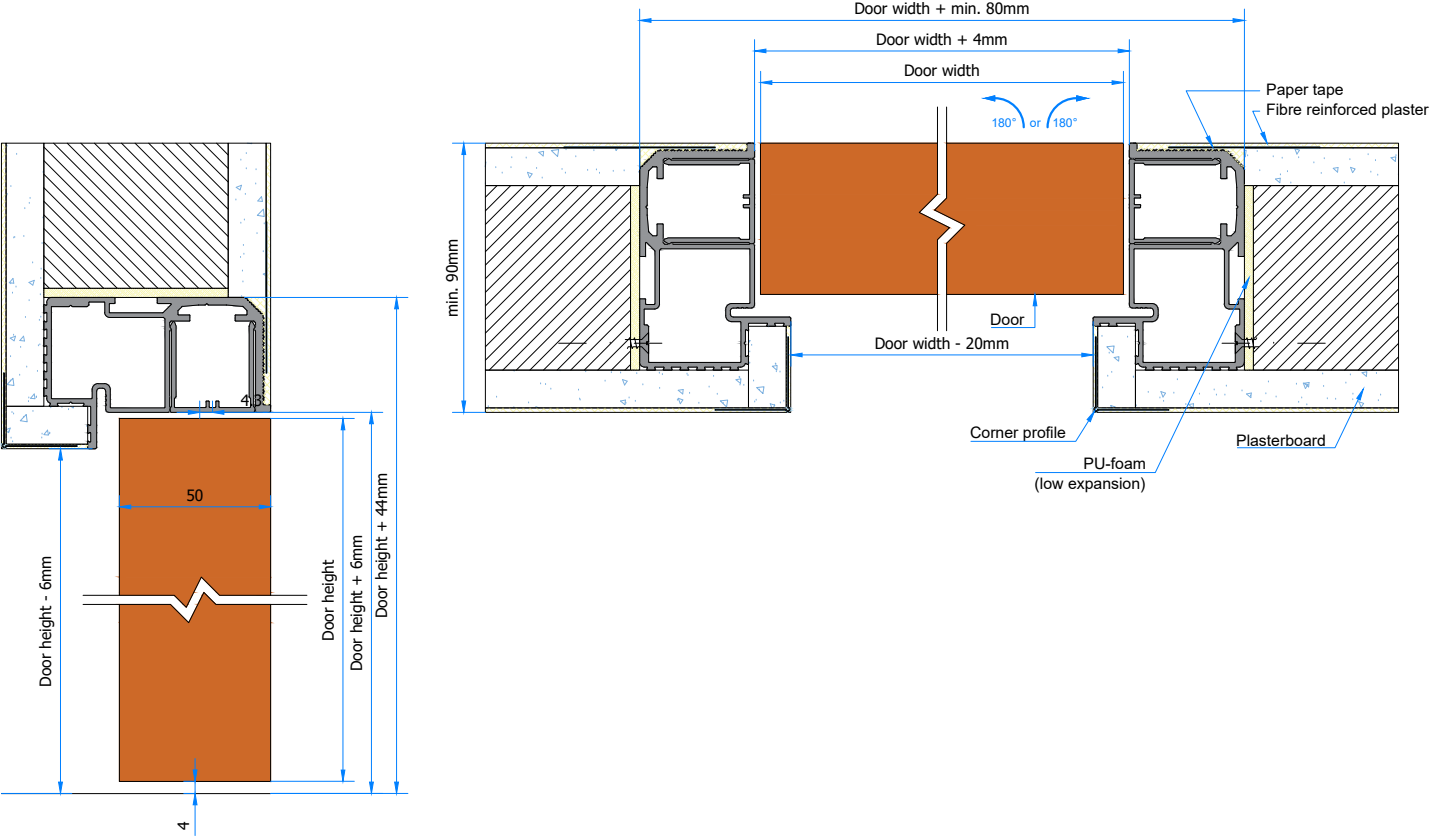 Door width + min. 80mm
Door width + 4mm
Door width
180° or 180°
Paper tape
Fibre reinforced plaster
min. 90mm
Door
Door width - 20mm
Corner profile
PU-foam
(low expansion)
Plasterboard
4,3
50
Door height - 6mm
Door height
Door height + 6mm
Door height + 44mm
4